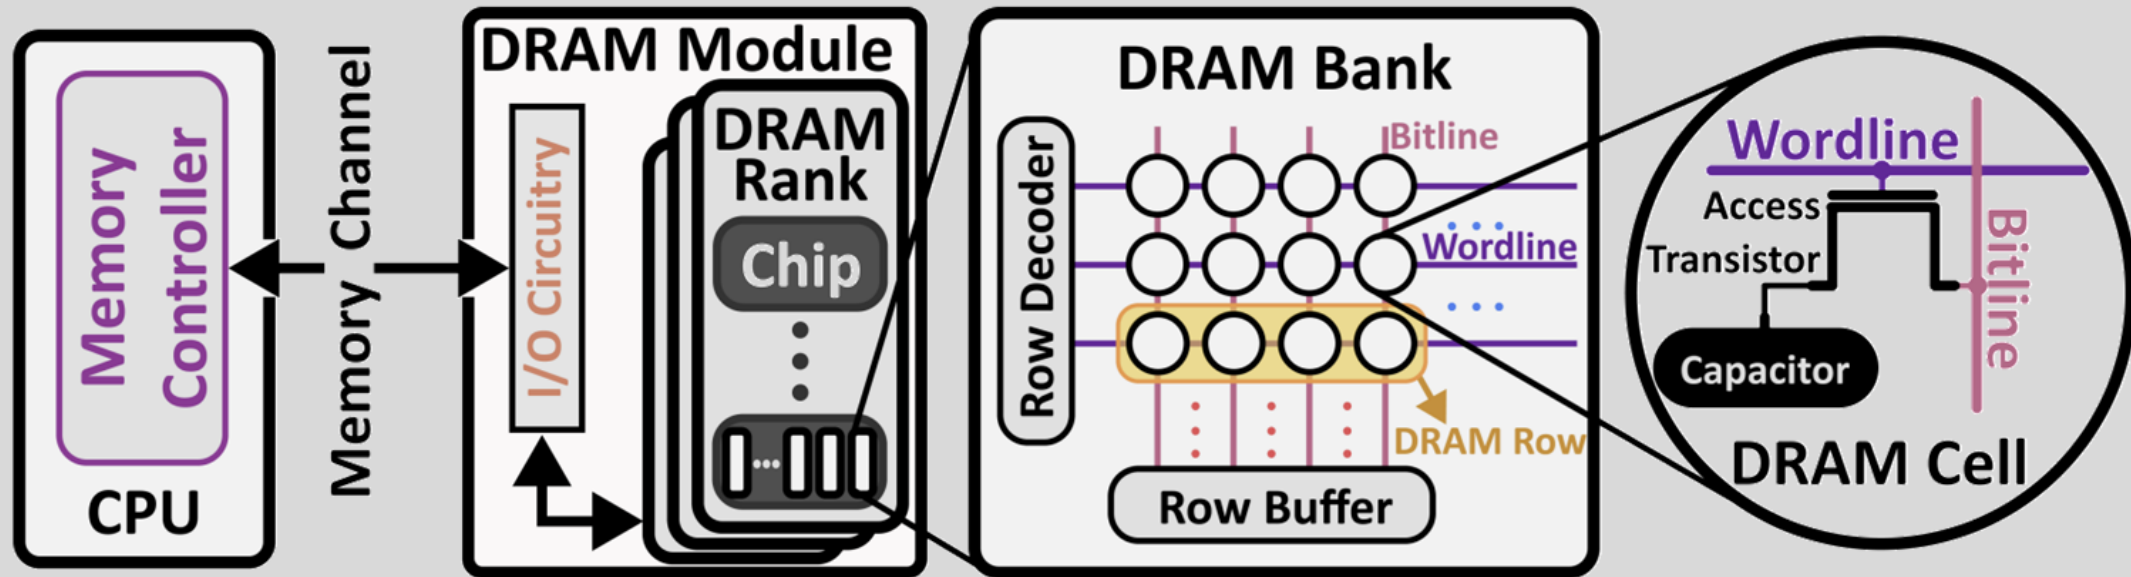 Memory
Controller
CPU
Memory Channel
DRAM Module
I/O Circuitry
DRAM
Rank
Chip
DRAM Bank
Row Decoder
Bitline
Wordline
DRAM Row
Row Buffer
Wordline
Access
Transistor
Bitline
Capacitor
DRAM Cell